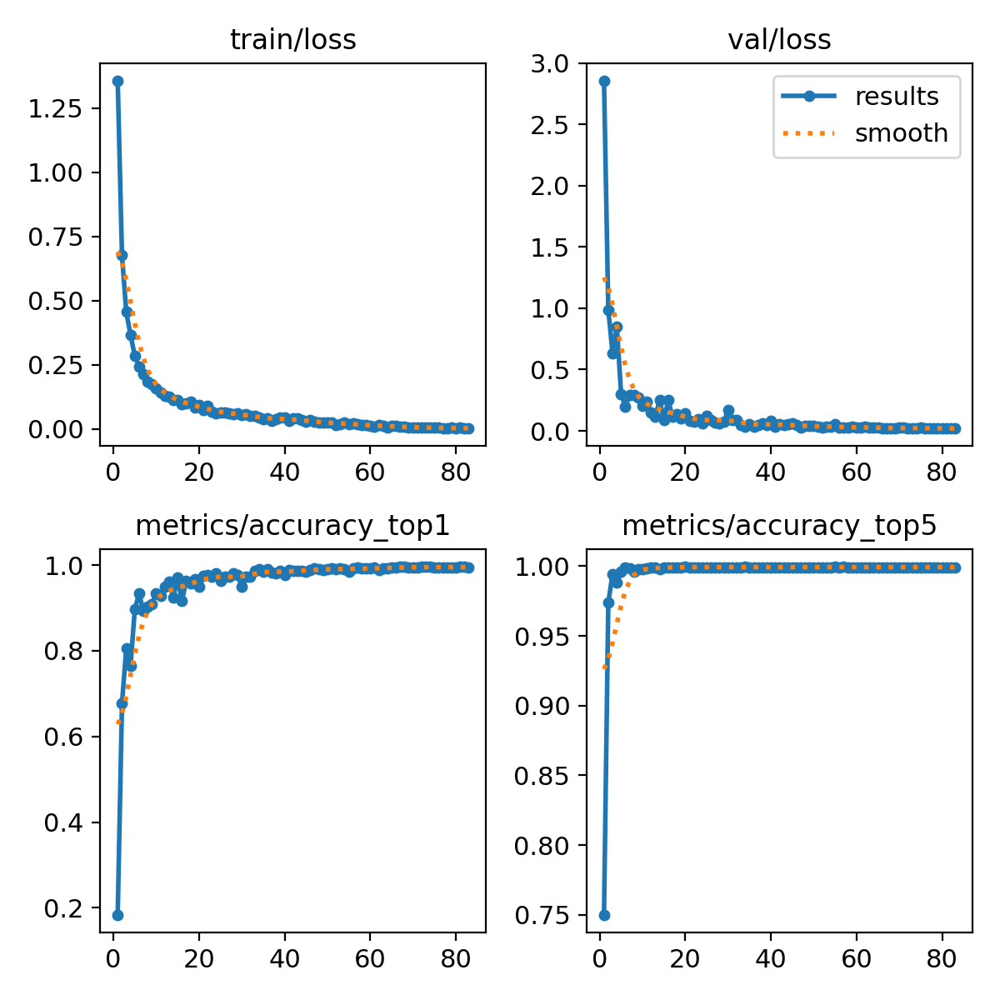 train/loss
1.25
1.00
0.75
0.50
0.25
0.00
0 20 40 60 80
val/loss
3.0
2.5
2.0
1.5
1.0
0.5
0.0
results
smooth
0 20 40 60 80
metrics/accuracy_top1
1.0
0.8
0.6
0.4
0.2
0 20 40 60 80
metrics/accuracy_top5
1.00
0.95
0.90
0.85
0.80
0.75
0 20 40 60 80